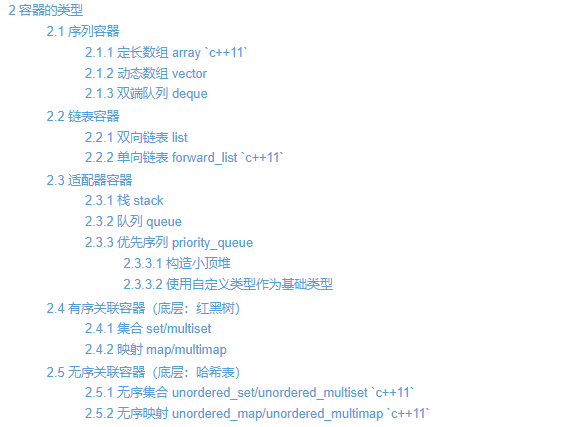 2 容器的类型
2.1 序列容器
2.1.1 定长数组 array `c++11`
2.1.2 动态数组 vector
2.1.3 双端队列 deque
2.2 链表容器
2.2.1 双向链表 list
2.2.2 单向链表 forward_list `c++11`
2.3 适配器容器
2.3.1 栈 stack
2.3.2 队列 queue
2.3.3 优先序列 priority_queue
2.3.3.1 构造小顶堆
2.3.3.2 使用自定义类型作为基础类型
2.4 有序关联容器（底层：红黑树）
2.4.1 集合 set/multiset
2.4.2 映射 map/multimap
2.5 无序关联容器（底层：哈希表）
2.5.1 无序集合 unordered_set/unordered_multiset `c++11`
2.5.2 无序映射 unordered_map/unordered_multimap `c++11`